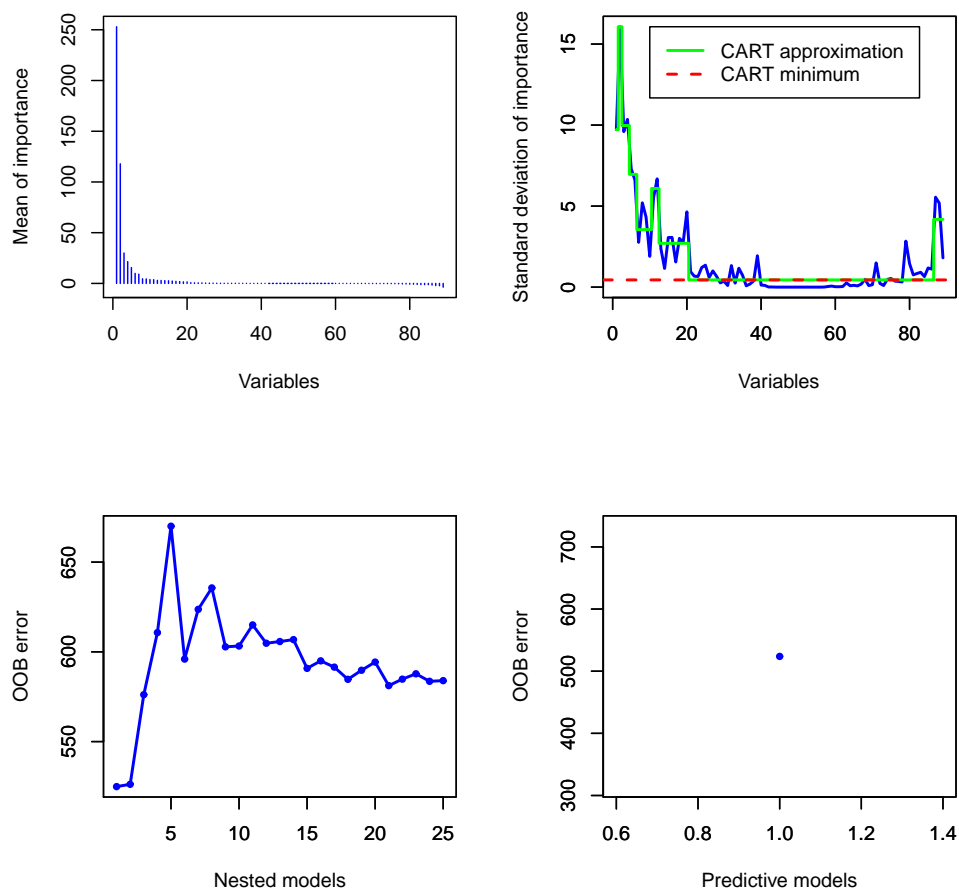 Mean of importance
250
200
150
100
50
0
0 20 40 60 80
Variables
Standard deviation of importance
15
10
5
0
CART approximation
CART minimum
0 20 40 60 80
Variables
OOB error
650
600
550
5 10 15 20 25
Nested models
OOB error
700
600
500
400
300
0.6 0.8 1.0 1.2 1.4
Predictive models